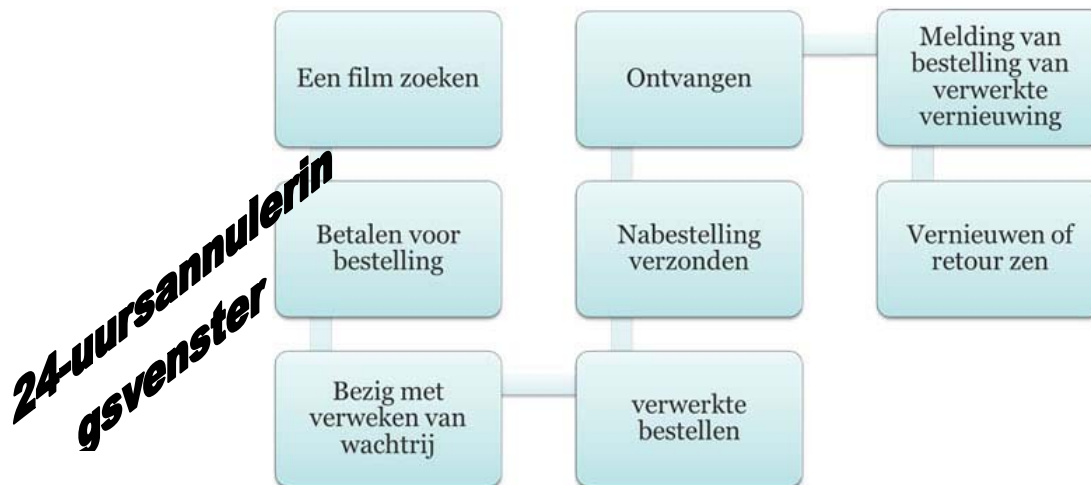 Een film zoeken
Betalen voor
bestelling
Bezig met
verweken van
wachtrij
verwerkte
bestellen
Nabestelling
verzonden
Ontvangen
Melding van
bestelling van
verwerkte
vernieuwing
Vernieuwen of
retour zen
24-uursannulerin
gsvenster